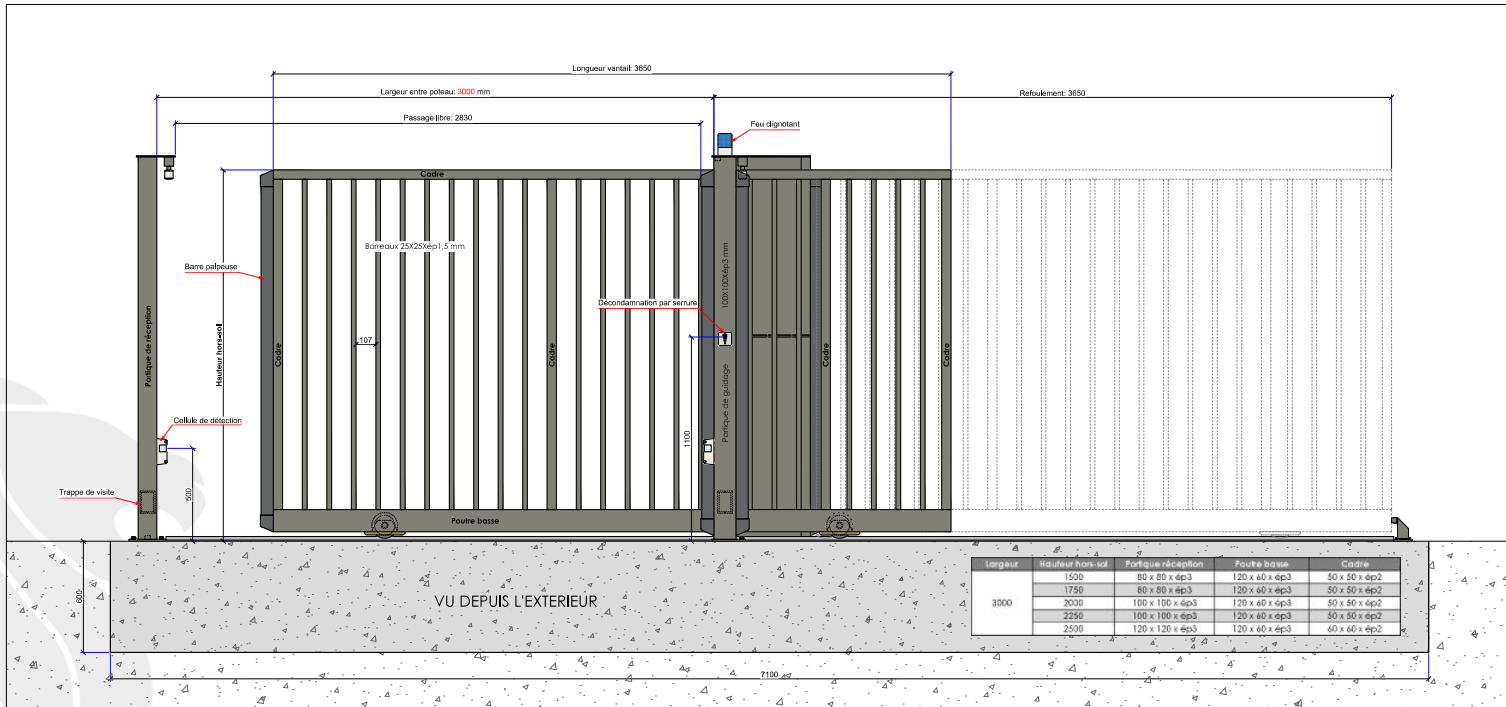 Longueur vantail: 3650
Largeur entre poteau: 3000 mm
Refoulement: 3650
Passage libre: 2830
Feu clignotant
Cadre
Barreaux 25X25Xép1,5 mm
Barre palpeuse
100X100Xép3 mm
Décondamnation par serrure
Portique de réception
Hauteur hors-sol
Cadre
107
Cadre
Cadre
Cadre
Portique de guidage
Cellule de détection
1100
500
Trappe de visite
Poutre basse
600
VU DEPUIS L'EXTERIEUR
Largeur Hauteur hors-sol Portique réception Poutre basse Cadre
3000
1500 80 x 80 x ép3 120 x 60 x ép3 50 x 50 x ép2
1750 80 x 80 x ép3 120 x 60 x ép3 50 x 50 x ép2
2000 100 x 100 x ép3 120 x 60 x ép3 50 x 50 x ép2
2250 100 x 100 x ép3 120 x 60 x ép3 50 x 50 x ép2
2500 120 x 120 x ép3 120 x 60 x ép3 60 x 60 x ép2
7100